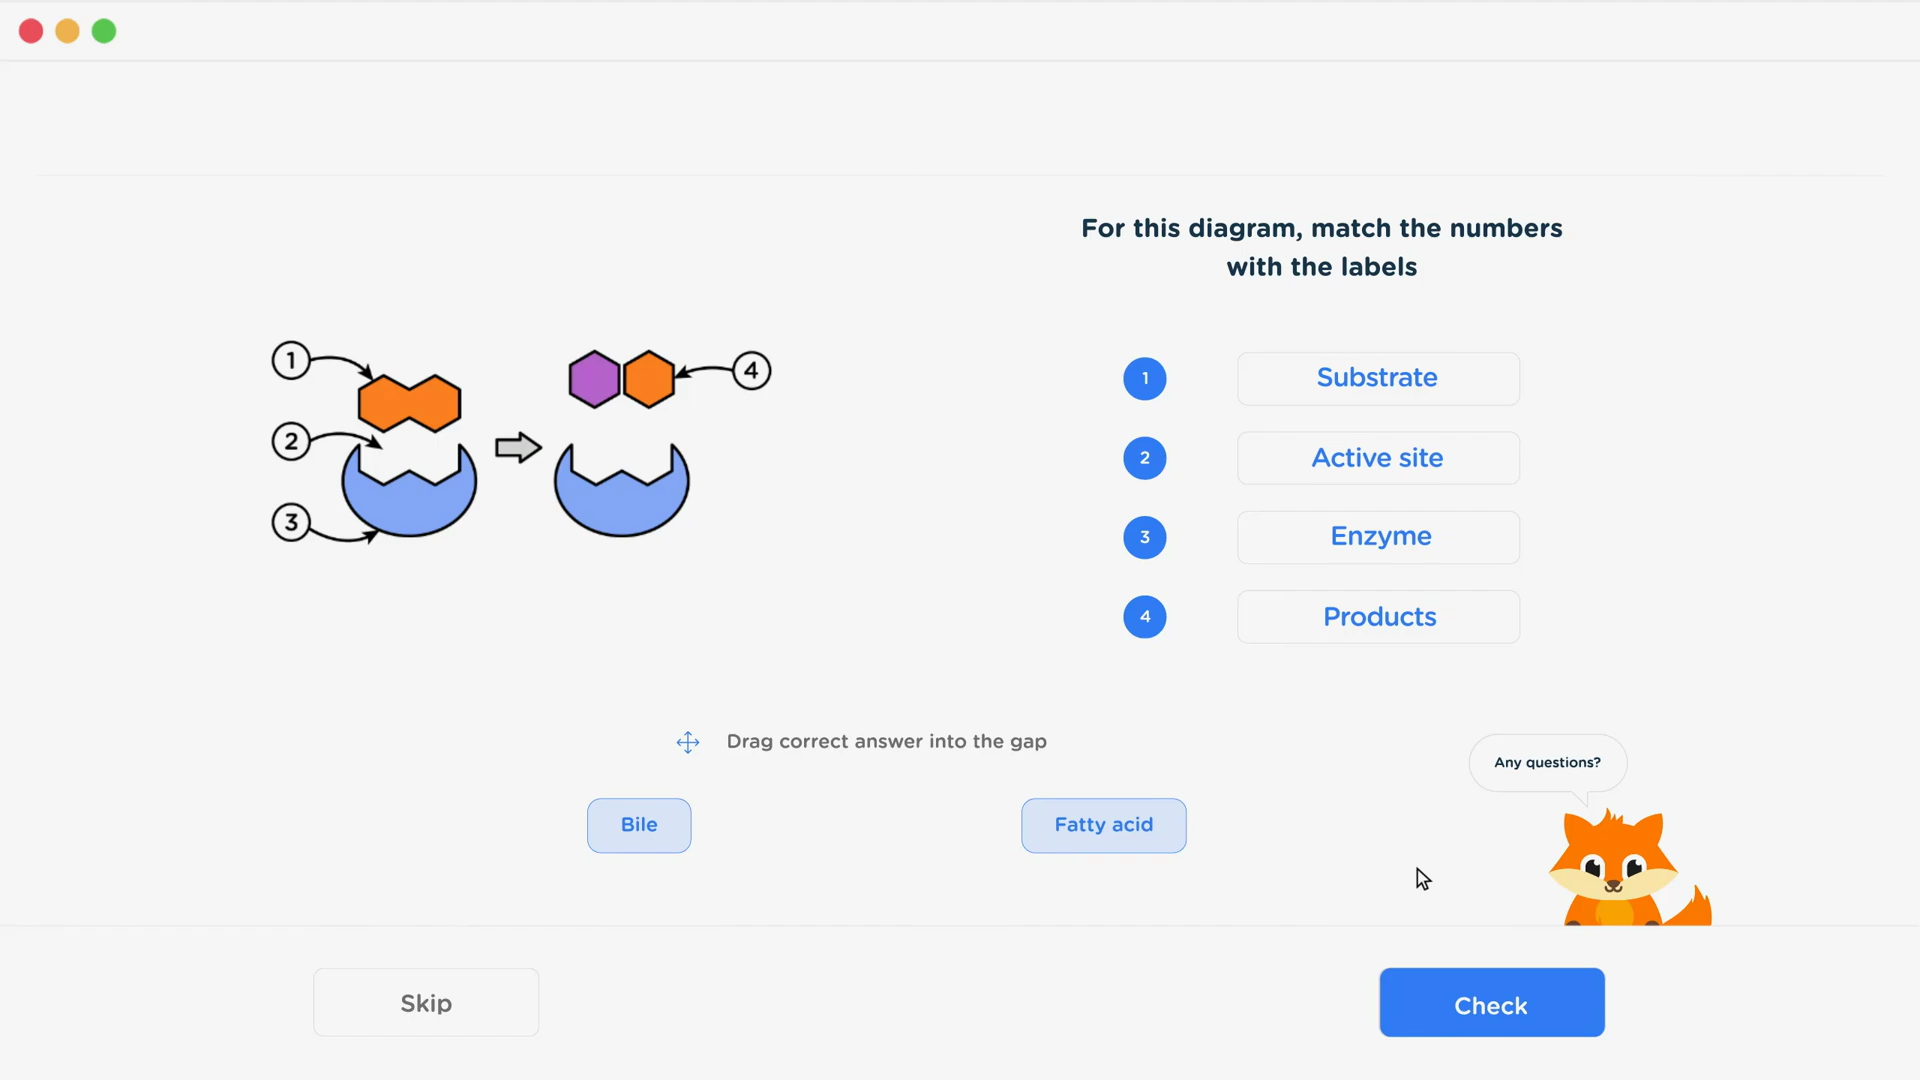 For this diagram, match the numbers
with the labels
1
2
3
4
1 Substrate
2 Active site
3 Enzyme
4 Products
Drag correct answer into the gap
Any questions?
Bile
Fatty acid
Skip
Check